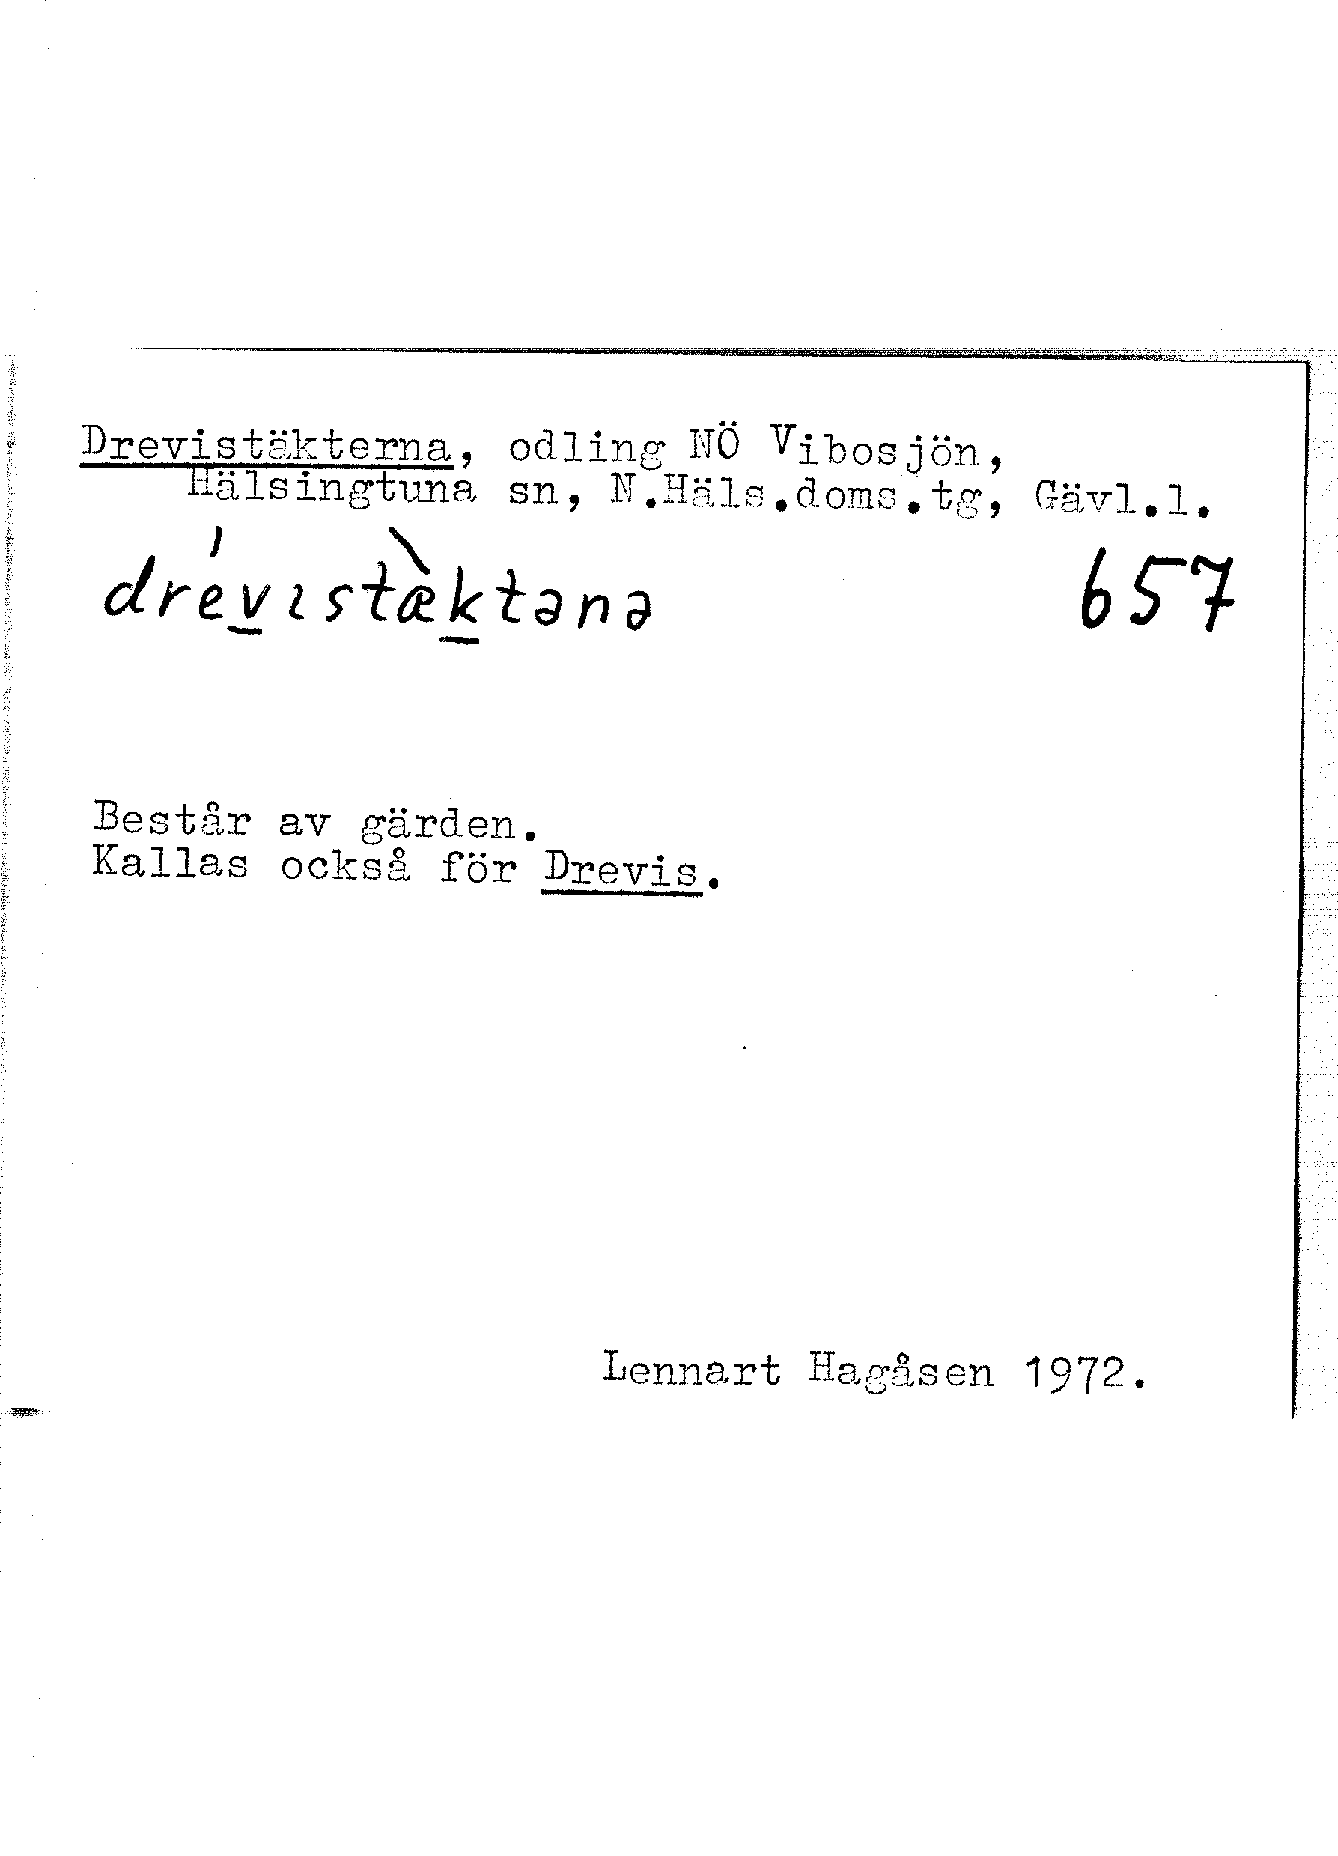 Drevistäkterna, odling NÖ Vibosjön,
Hälsingtuna sn, N.Häls.doms.tg, Gävl.l.
drévɩstæ̀ktənə 657
Består av gärden.
Kallas också för Drevis.
Lennart Hagåsen 1972.